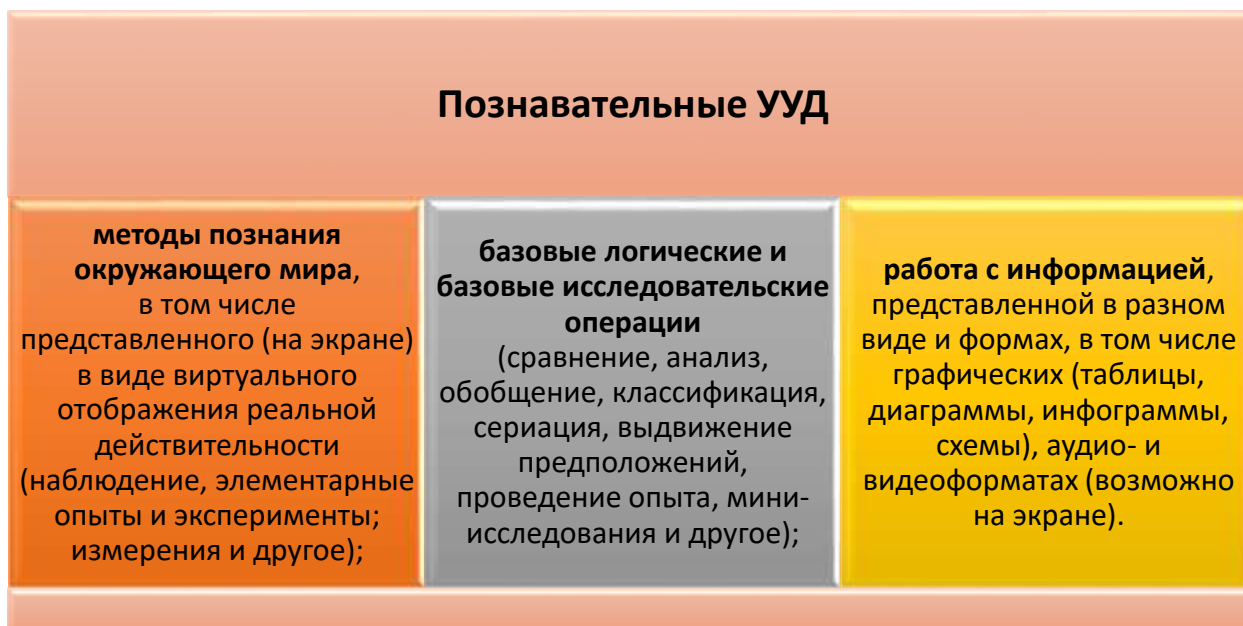 Познавательные УУД
методы познания
окружающего мира,
в том числе
представленного (на экране)
в виде виртуального
отображения реальной
действительности
(наблюдение, элементарные
опыты и эксперименты;
измерения и другое);
базовые логические и
базовые исследовательские
операции
(сравнение, анализ,
обобщение, классификация,
сериация, выдвижение
предположений,
проведение опыта, мини-
исследования и другое);
работа с информацией,
представленной в разном
виде и формах, в том числе
графических (таблицы,
диаграммы, инфограммы,
схемы), аудио- и
видеоформатах (возможно
на экране).